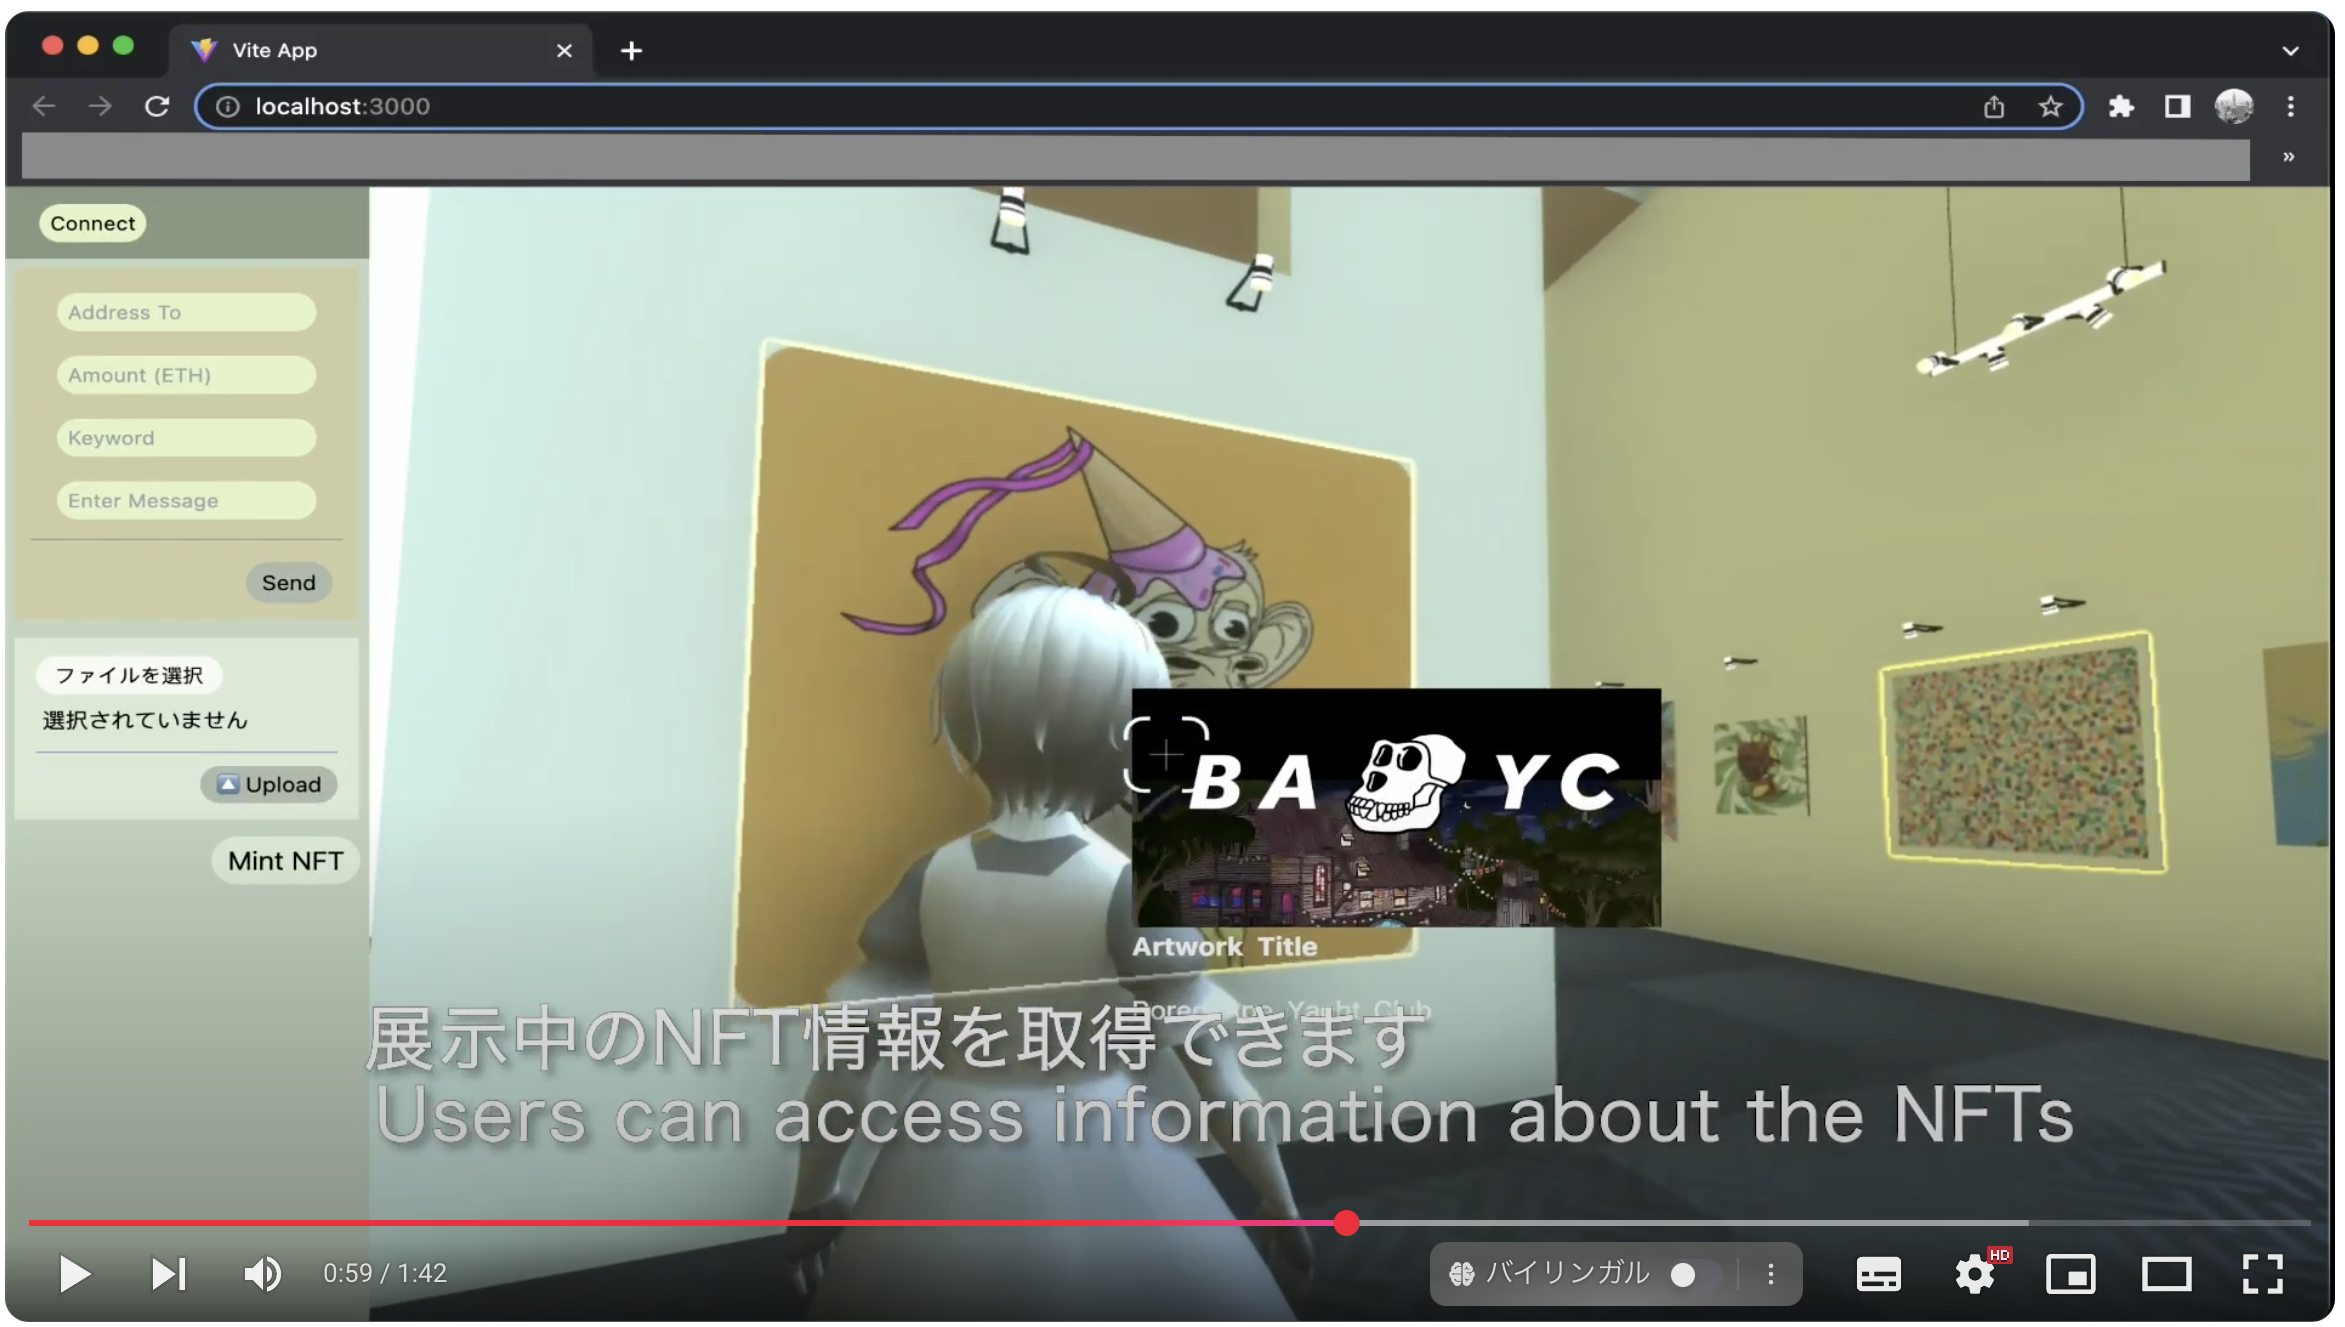 Vite App
localhost:3000
»
Connect
Address To
Amount (ETH)
Keyword
Enter Message
Send
ファイルを選択
選択されていません
Upload
Mint NFT
BA YC
Artwork Title
Yacht Club
展示中のNFT情報を取得できます
Users can access information about the NFTs
0:59 / 1:42
バイリンガル
HD